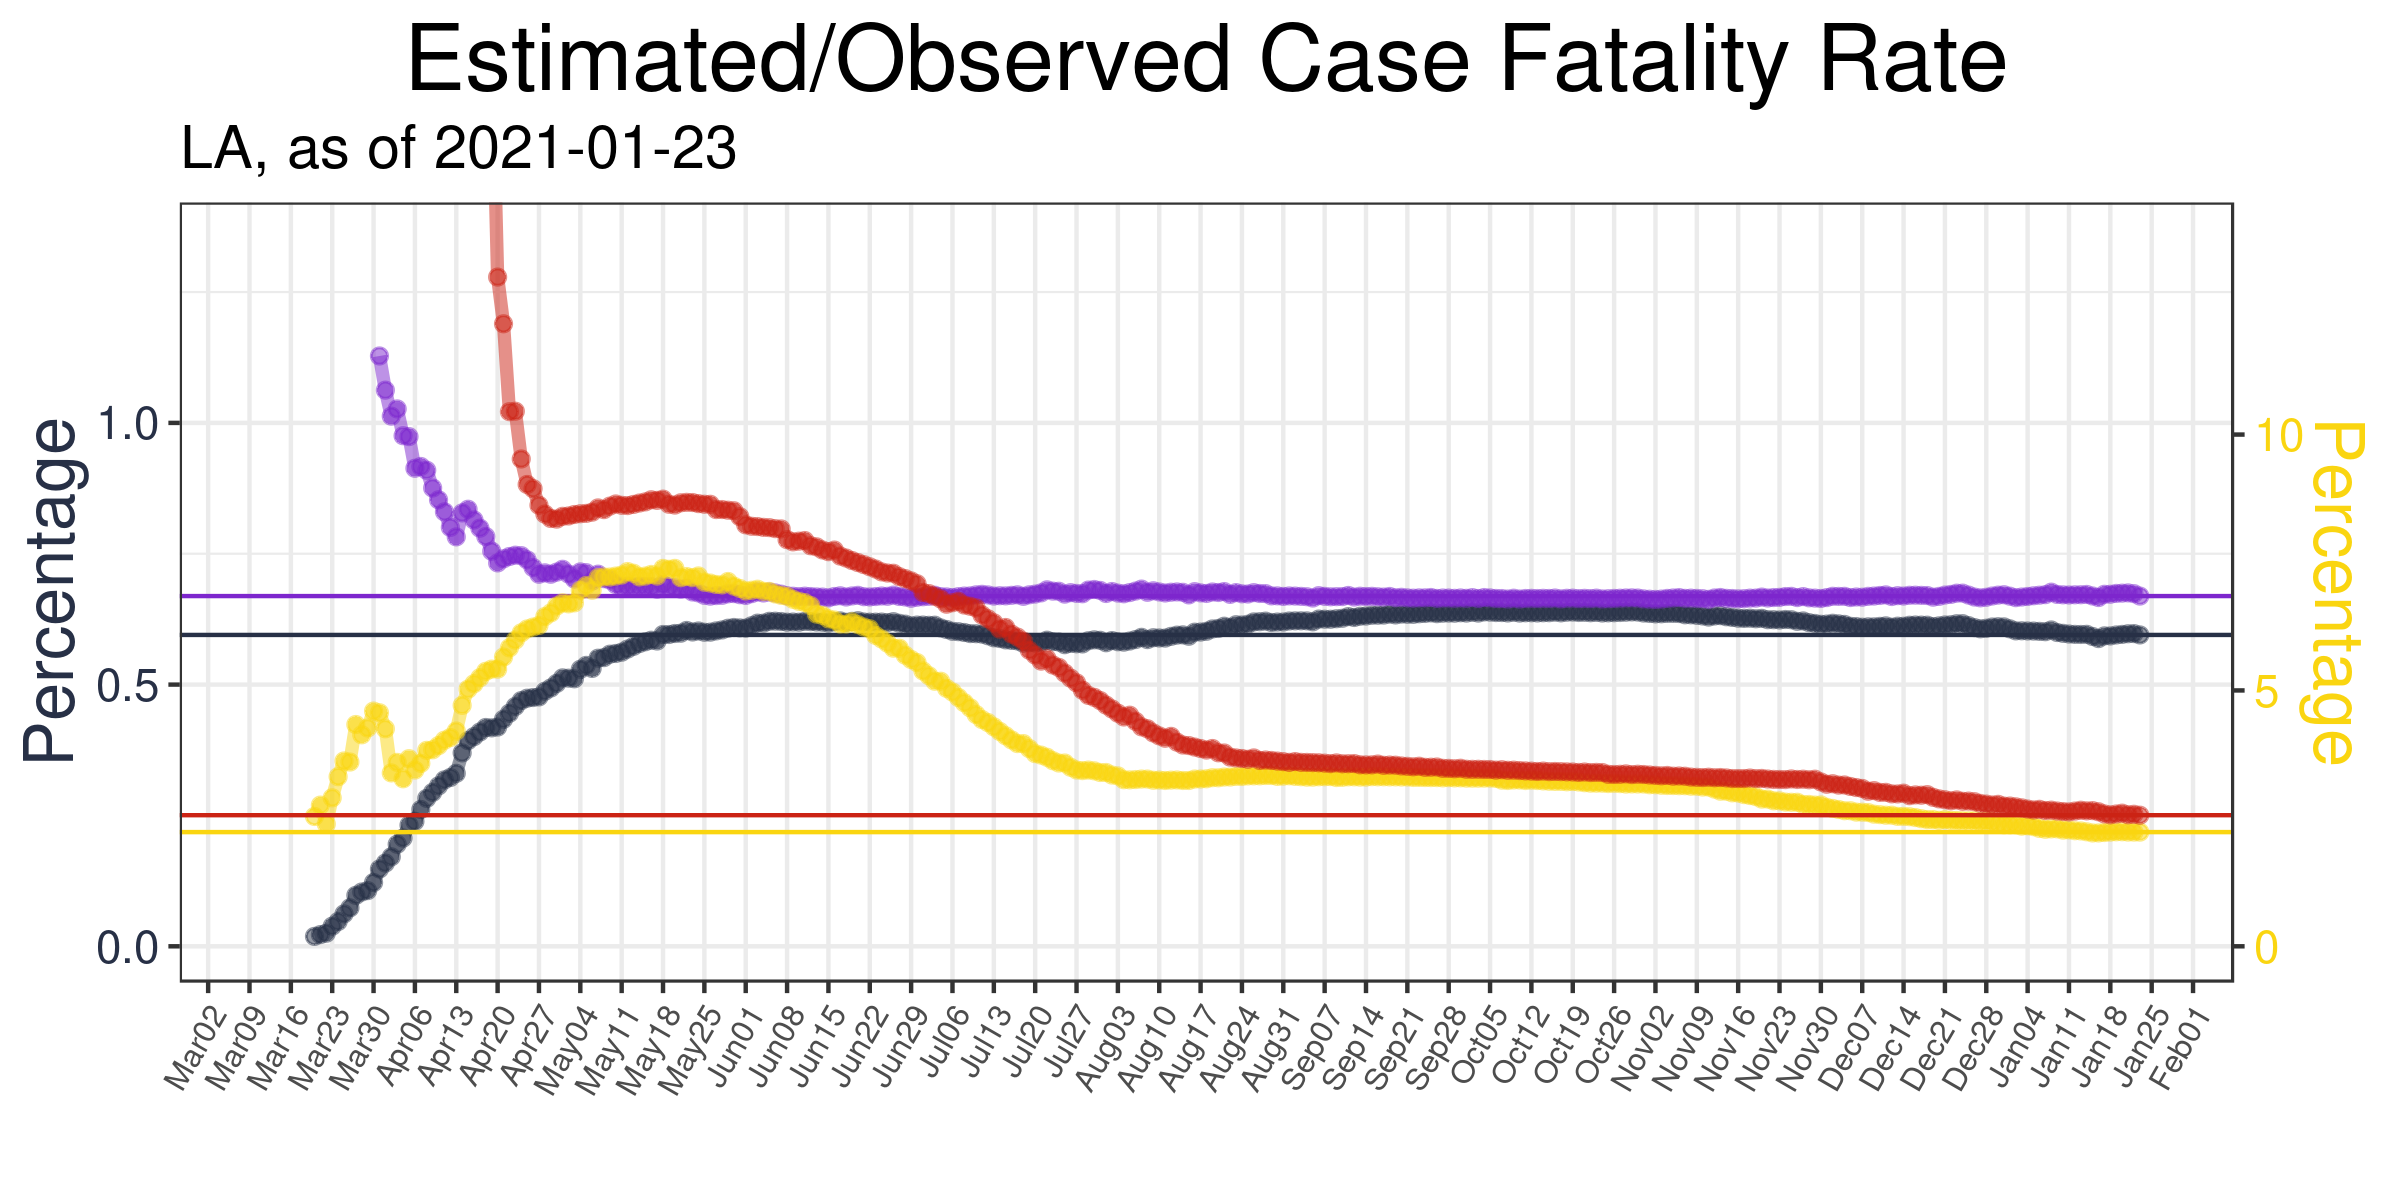 Estimated/Observed Case Fatality Rate
LA, as of 2021-01-23
Percentage
1.0
0.5
0.0
10
5
0
Percentage
Mar02 Mar09 Mar16 Mar23 Mar30 Apr06 Apr13 Apr20 Apr27 May04 May11 May18 May25 Jun01 Jun08 Jun15 Jun22 Jun29 Jul06 Jul13 Jul20 Jul27 Aug03 Aug10 Aug17 Aug24 Aug31 Sep07 Sep14 Sep21 Sep28 Oct05 Oct12 Oct19 Oct26 Nov02 Nov09 Nov16 Nov23 Nov30 Dec07 Dec14 Dec21 Dec28 Jan04 Jan11 Jan18 Jan25 Feb01